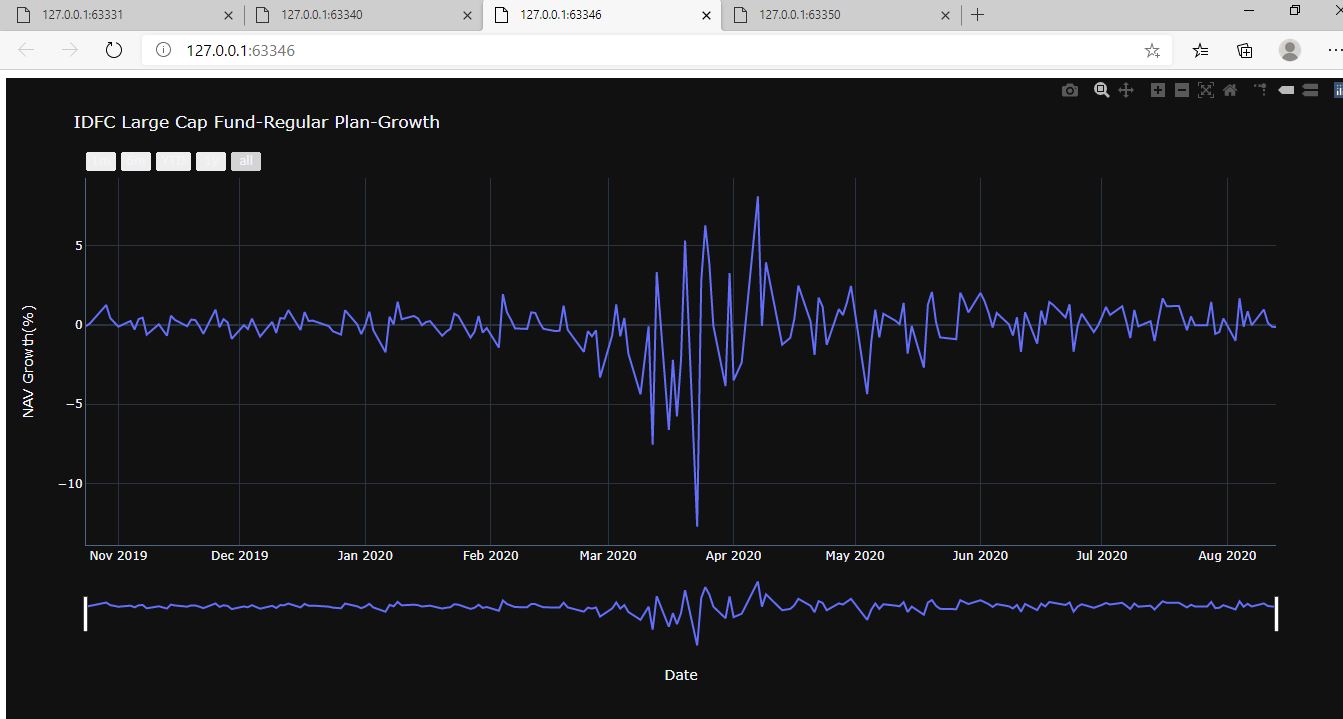 127.0.0.1:63331
127.0.0.1:63340
127.0.0.1:63346
127.0.0.1:63350
127.0.0.1:63346
IDFC Large Cap Fund-Regular Plan-Growth
1m 6m YTD 1y all
NAV Growth(%)
5
0
−5
−10
Nov 2019 Dec 2019 Jan 2020 Feb 2020 Mar 2020 Apr 2020 May 2020 Jun 2020 Jul 2020 Aug 2020
Date